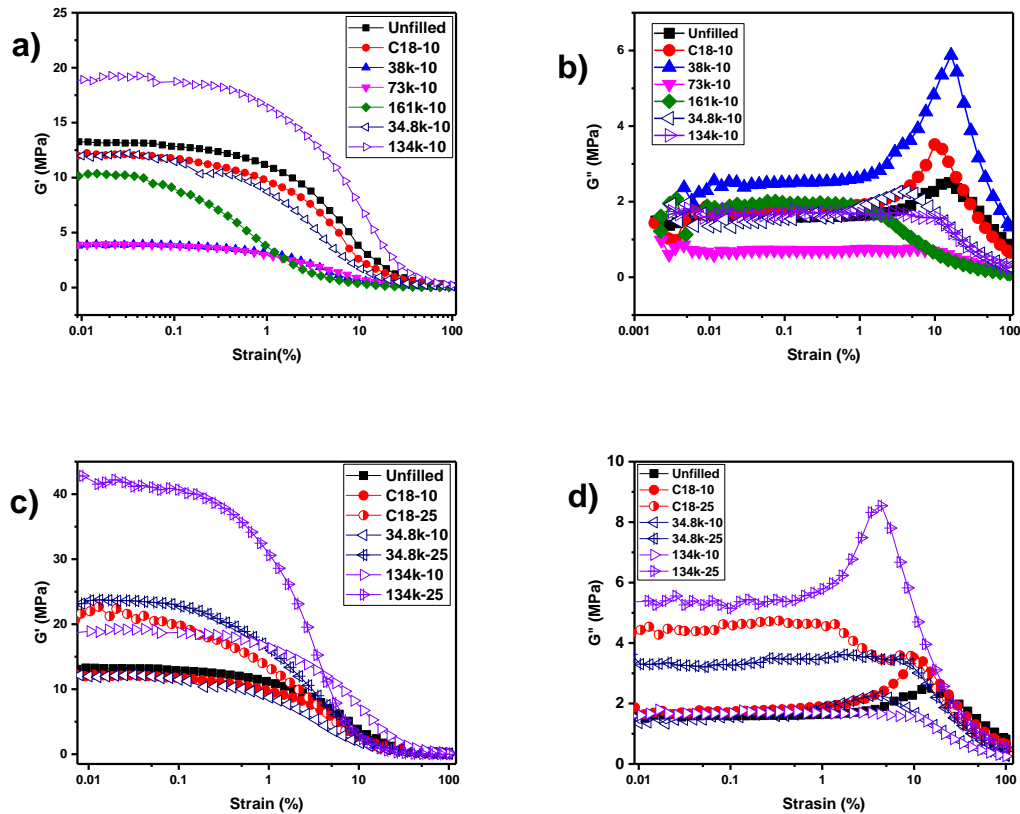 a)
G' (MPa)
25
20
15
10
5
0
0.01 0.1 1 10 100
Strain(%)
Unfilled
C18-10
38k-10
73k-10
161k-10
34.8k-10
134k-10
b)
G" (MPa)
6
4
2
0
0.001 0.01 0.1 1 10 100
Strain (%)
Unfilled
C18-10
38k-10
73k-10
161k-10
34.8k-10
134k-10
c)
G' (MPa)
40
30
20
10
0
0.01 0.1 1 10 100
Strain (%)
Unfilled
C18-10
C18-25
34.8k-10
34.8k-25
134k-10
134k-25
d)
G" (MPa)
10
8
6
4
2
0
0.01 0.1 1 10 100
Strasin (%)
Unfilled
C18-10
C18-25
34.8k-10
34.8k-25
134k-10
134k-25